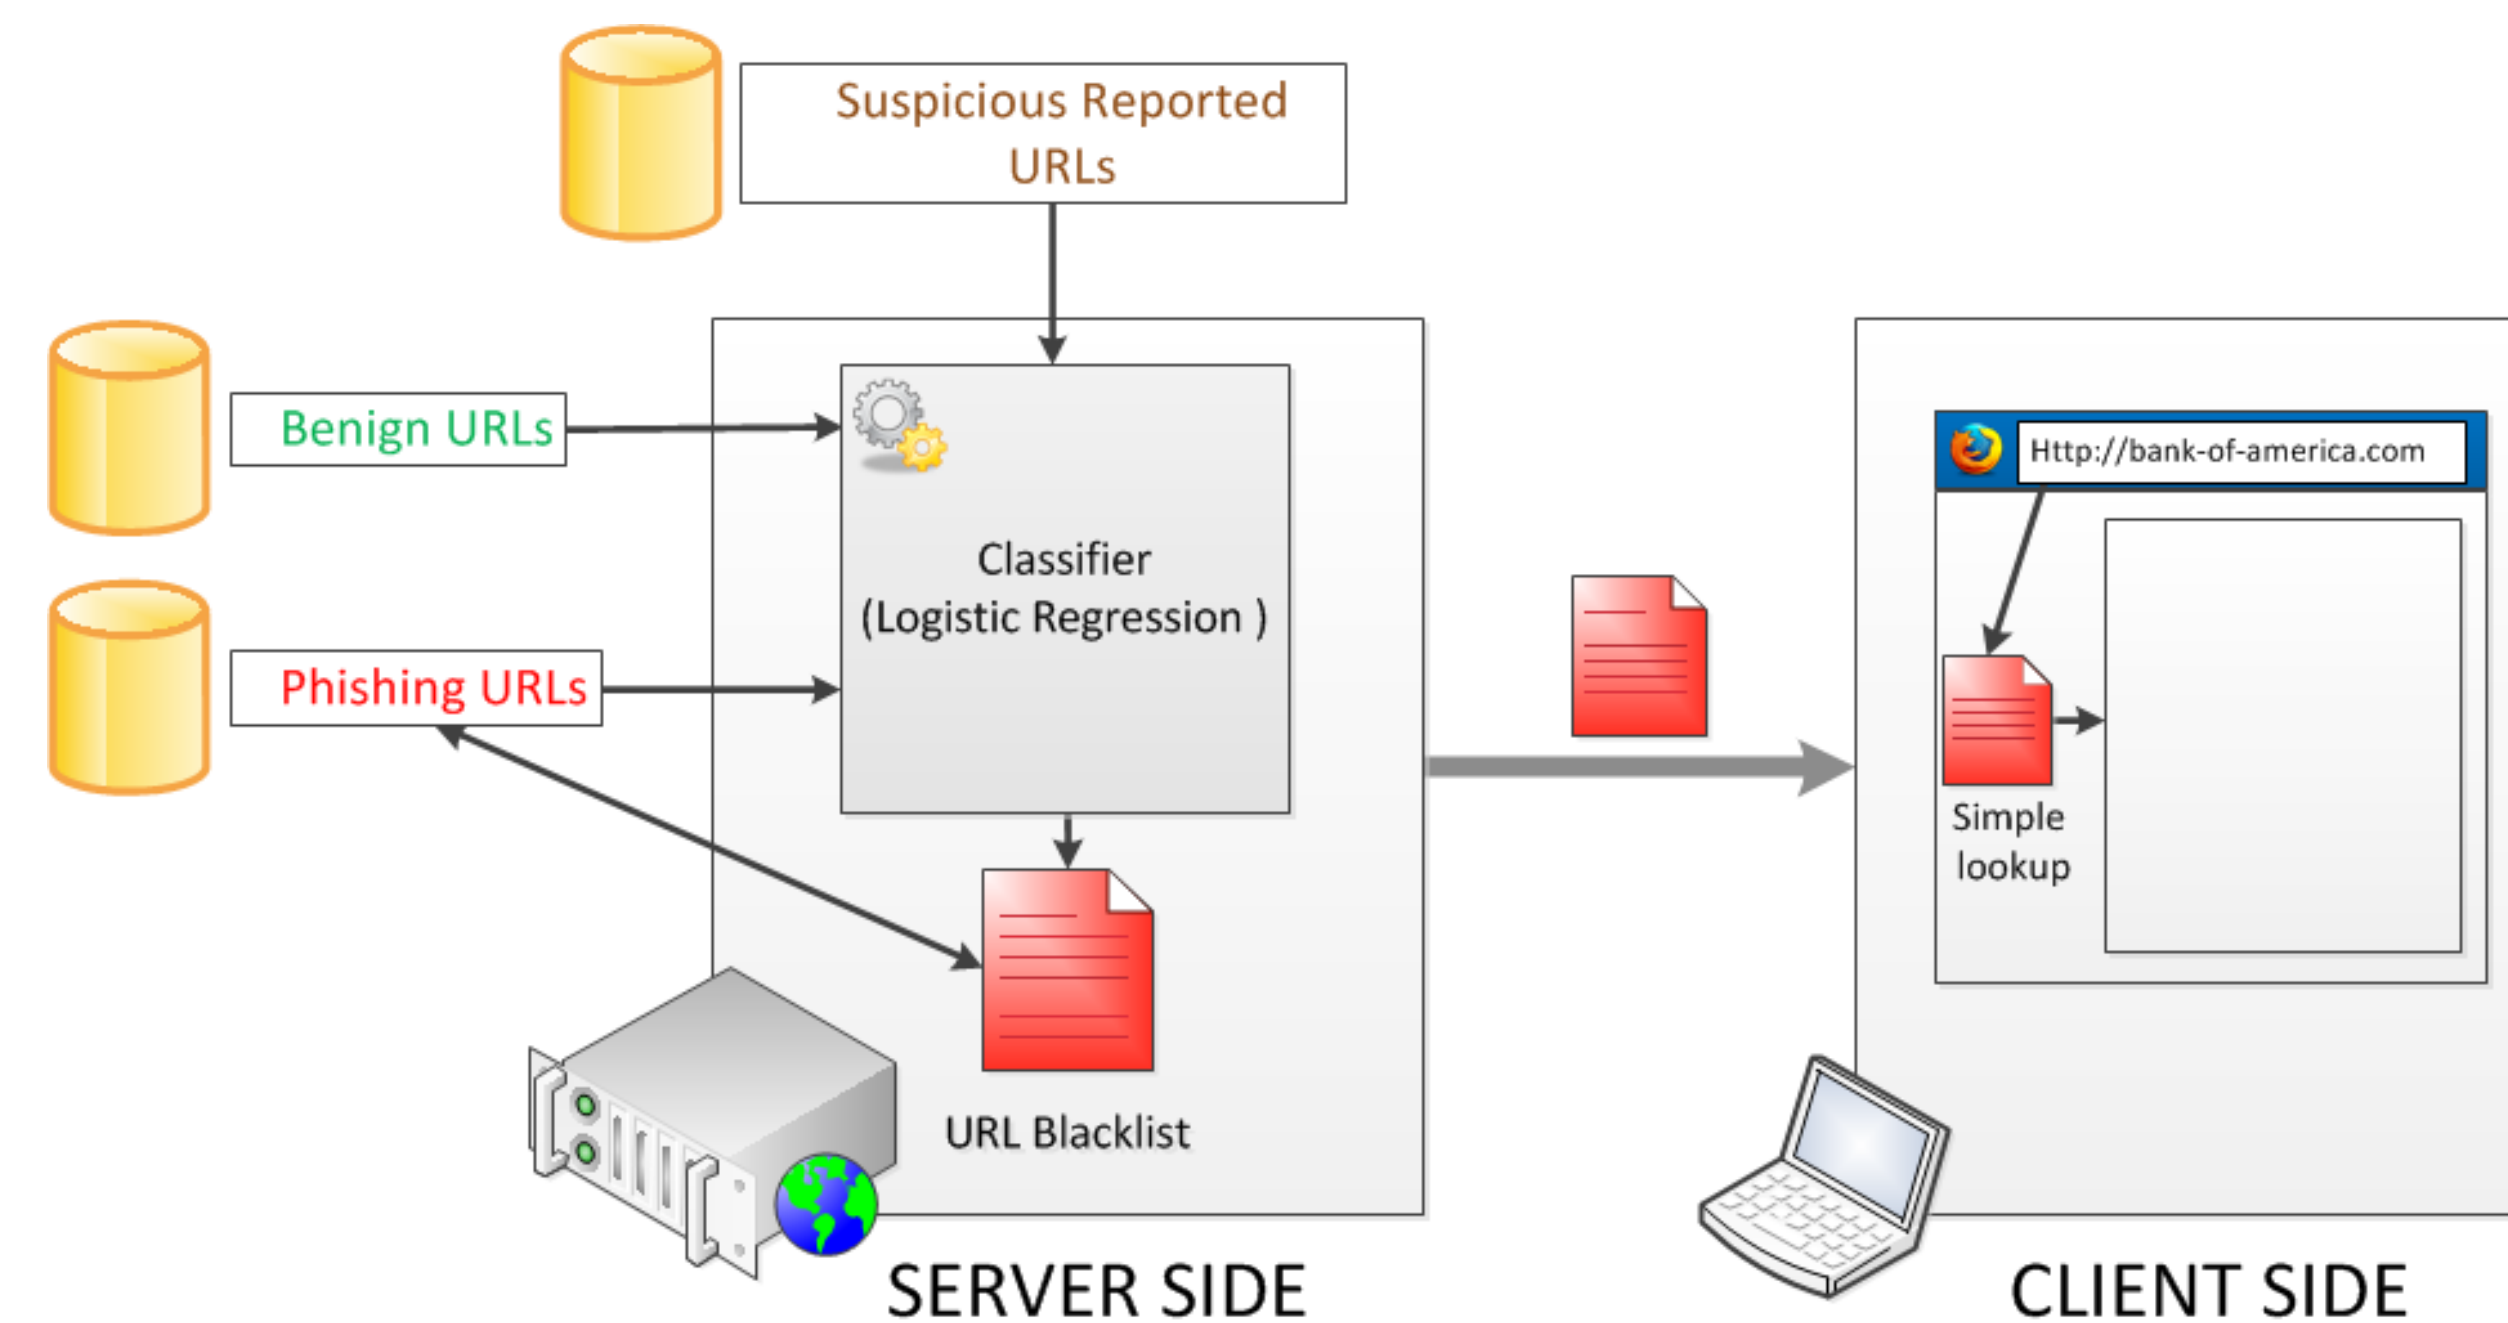 Suspicious Reported
URLs
Benign URLs
Phishing URLs
Classifier
(Logistic Regression )
URL Blacklist
SERVER SIDE
Http://bank-of-america.com
Simple
lookup
CLIENT SIDE